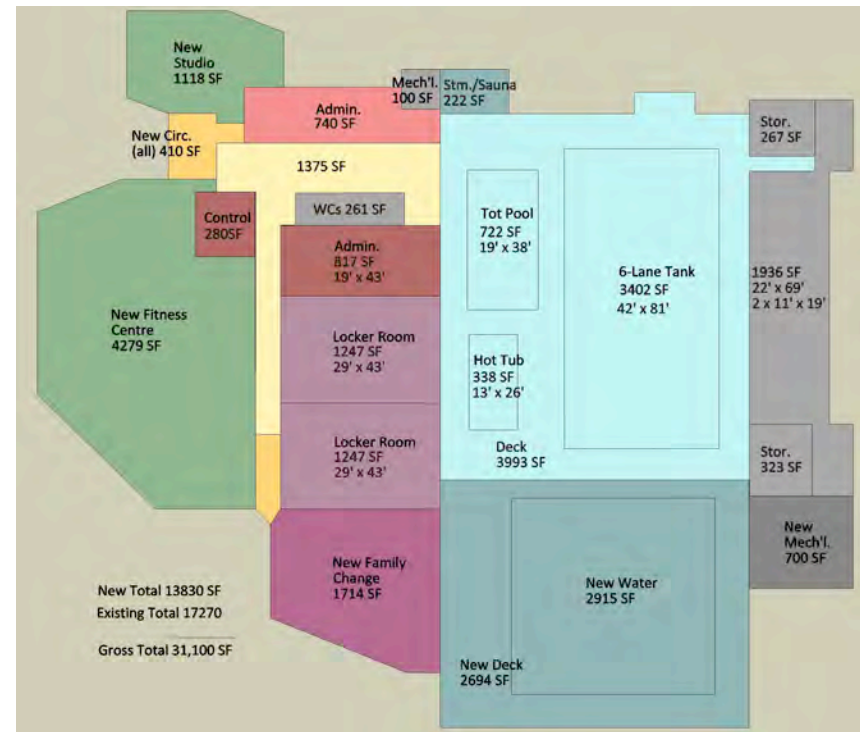 New
Studio
1118 SF
Mech'l.
100 SF
Stm./Sauna
222 SF
Admin.
740 SF
Stor.
267 SF
New Circ.
(all) 410 SF
1375 SF
WCs 261 SF
Control
280SF
Tot Pool
722 SF
19' x 38'
Admin.
817 SF
19' x 43'
6-Lane Tank
3402 SF
42' x 81'
1936 SF
22' x 69'
2 x 11' x 19'
New Fitness
Centre
4279 SF
Locker Room
1247 SF
29' x 43'
Hot Tub
338 SF
13' x 26'
Locker Room
1247 SF
29' x 43'
Deck
3993 SF
Stor.
323 SF
New
Mech'l.
700 SF
New Family
Change
1714 SF
New Water
2915 SF
New Total 13830 SF
Existing Total 17270
Gross Total 31,100 SF
New Deck
2694 SF